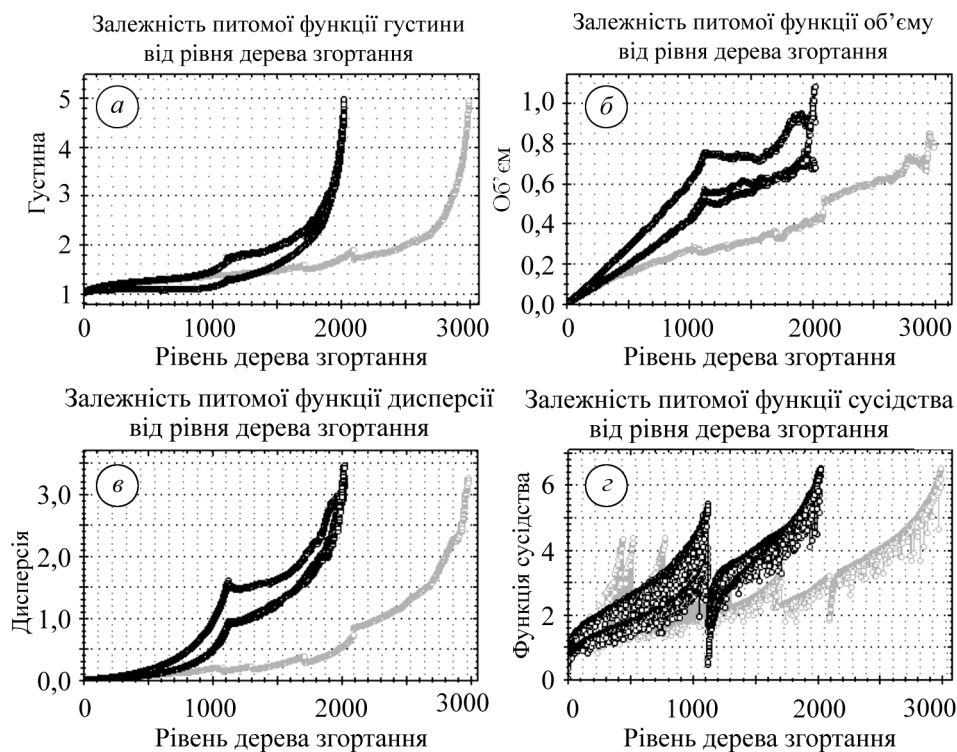 Залежність питомої функції густини
від рівня дерева згортання
а
5
4
3
2
1
Густина
0 1000 2000 3000
Рівень дерева згортання
Залежність питомої функції об’єму
від рівня дерева згортання
б
1,0
0,8
0,6
0,4
0,2
0,0
Об’єм
0 1000 2000 3000
Рівень дерева згортання
Залежність питомої функції дисперсії
від рівня дерева згортання
в
3,0
2,0
1,0
0,0
Дисперсія
0 1000 2000 3000
Рівень дерева згортання
Залежність питомої функції сусідства
від рівня дерева згортання
г
6
4
2
0
Функція сусідства
0 1000 2000 3000
Рівень дерева згортання